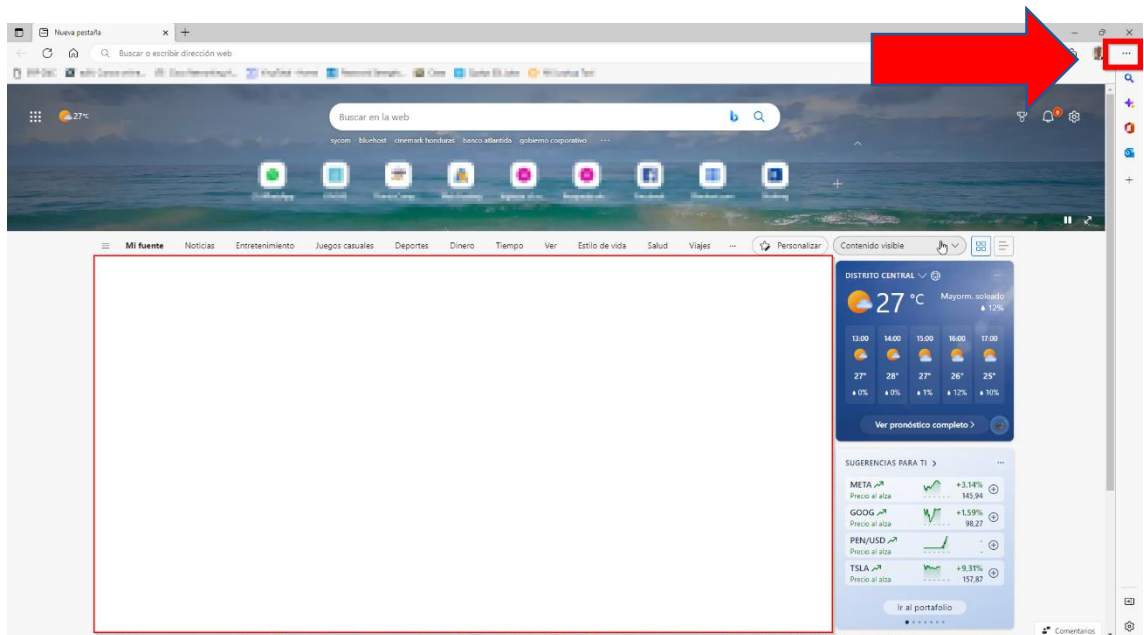 Nueva pestaña
Buscar o escribir dirección web
27°C
Buscar en la web
sycom bluehost cinemark honduras banco atlantida gobierno corporativo ...
Mi fuente Noticias Entretenimiento Juegos casuales Deportes Dinero Tiempo Ver Estilo de vida Salud Viajes ... Personalizar Contenido visible
DISTRITO CENTRAL
27 °C
Mayorm. soleado
12%
13:00 14:00 15:00 16:00 17:00
27° 28° 27° 26° 25°
0% 0% 1% 12% 10%
Ver pronóstico completo >
SUGERENCIAS PARA TI >
META +3.14%
Precio al alza 145,94
GOOG +1.59%
Precio al alza 98,27
PEN/USD -
Precio al alza -
TSLA +9,31%
Precio al alza 157,87
Ir al portafolio
Comentarios